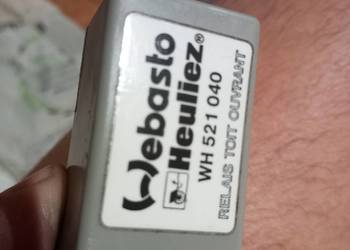 Webasto
Heuliez®
WH 521 040
RELAIS TOIT OUVRANT